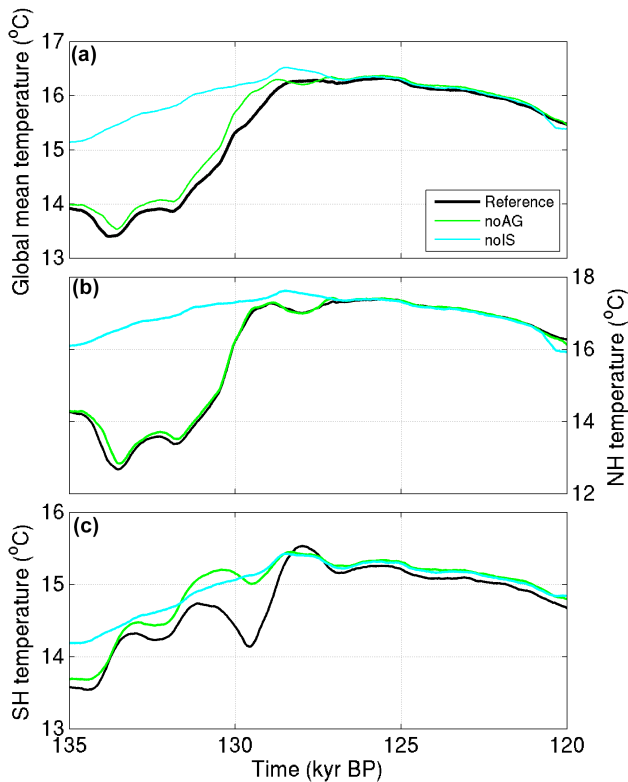 (a)
Global mean temperature (°C)
17
16
15
14
13
Reference
noAG
noIS
(b)
NH temperature (°C)
18
16
14
12
(c)
SH temperature (°C)
16
15
14
13
135
130
125
120
Time (kyr BP)